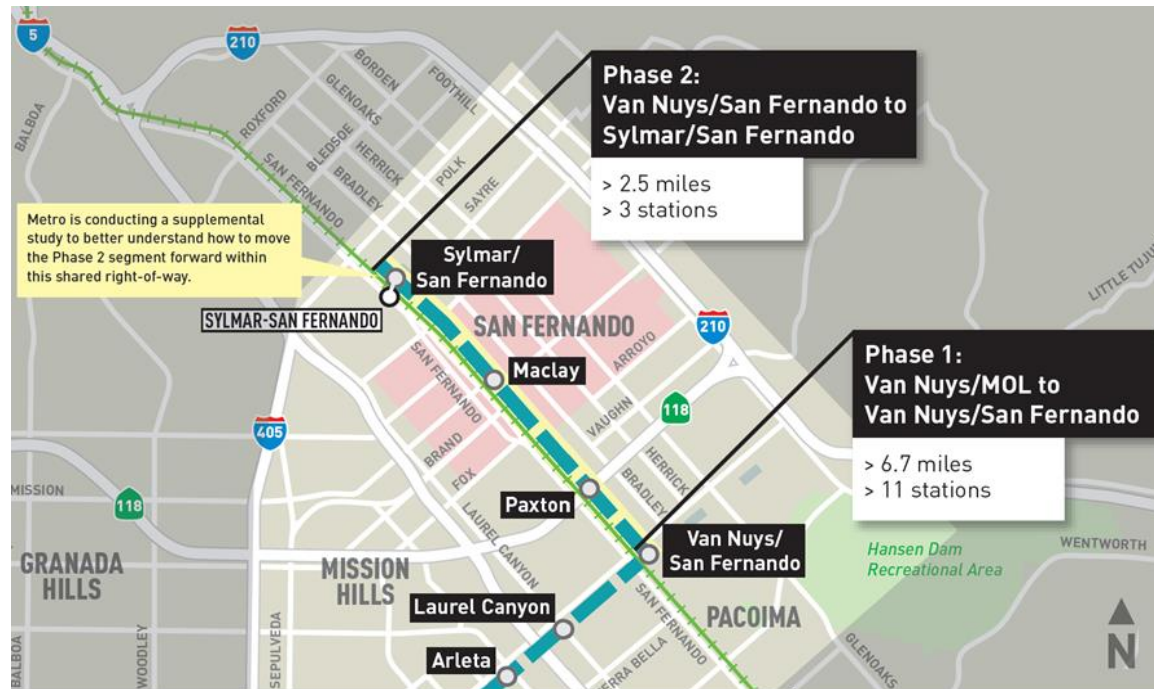 5
210
BORDEN
FOOTHILL
GLENOAKS
ROXFORD
BALBOA
BLEDSOE
HERRICK
BRADLEY
POLK
SAYRE
SAN FERNANDO
Phase 2:
Van Nuys/San Fernando to
Sylmar/San Fernando
> 2.5 miles
> 3 stations
Metro is conducting a supplemental
study to better understand how to move
the Phase 2 segment forward within
this shared right-of-way.
Sylmar/
San Fernando
SYLMAR-SAN FERNANDO
SAN FERNANDO
LITTLE TUJU
210
ARROYO
Maclay
SAN FERNANDO
Phase 1:
Van Nuys/MOL to
Van Nuys/San Fernando
> 6.7 miles
> 11 stations
VAUGHN
118
405
BRAND
FOX
HERRICK
BRADLEY
MISSION
118
Paxton
LAUREL CANYON
Van Nuys/
San Fernando
Hansen Dam
Recreational Area
WENTWORTH
GRANADA
HILLS
MISSION
HILLS
Laurel Canyon
SAN FERNANDO
PACOIMA
Arleta
ERRA BELLA
GLENOAKS
BALBOA
WOODLEY
SEPULVEDA
N